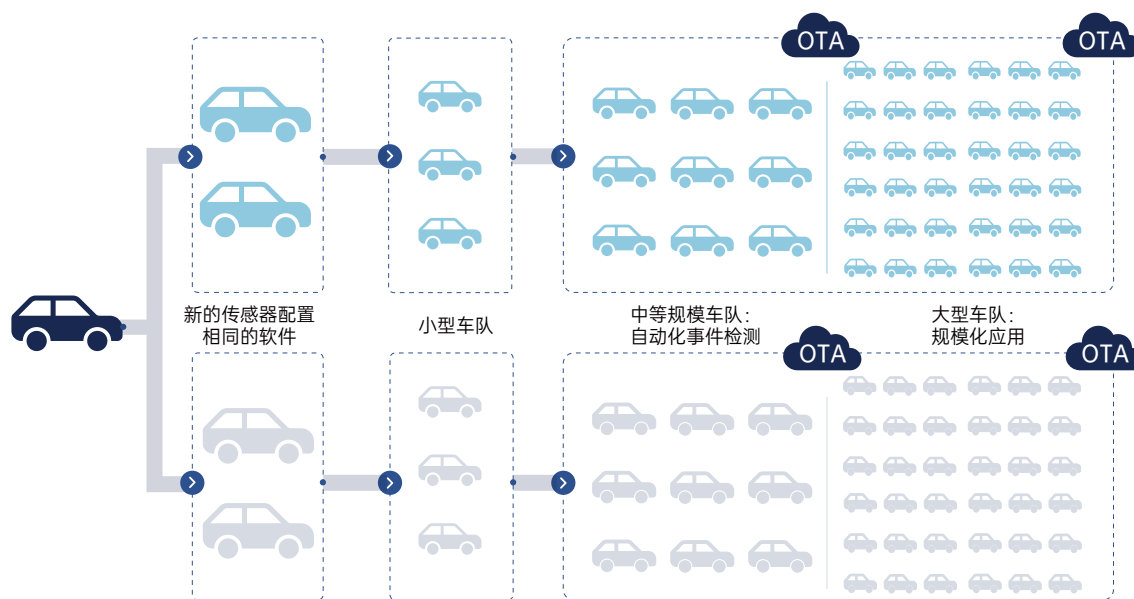 OTA
OTA
新的传感器配置
相同的软件
小型车队
中等规模车队：
自动化事件检测
大型车队：
规模化应用
OTA
OTA